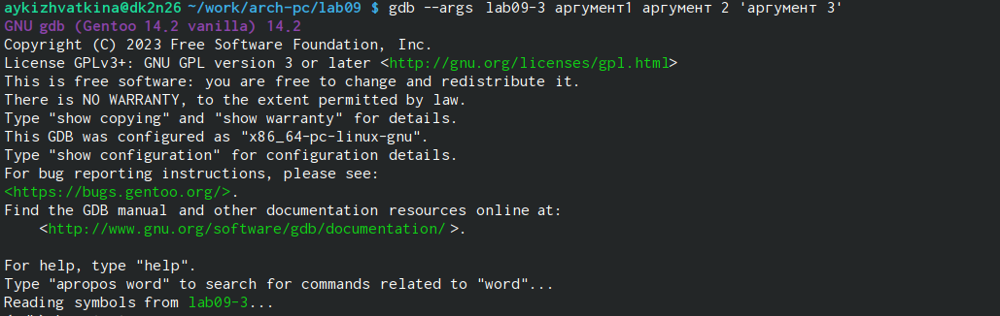 aykizhvatkina@dk2n26 ~/work/arch-pc/lab09 $ gdb --args lab09-3 аргумент1 аргумент 2 'аргумент 3'
GNU gdb (Gentoo 14.2 vanilla) 14.2
Copyright (C) 2023 Free Software Foundation, Inc.
License GPLv3+: GNU GPL version 3 or later <http://gnu.org/licenses/gpl.html>
This is free software: you are free to change and redistribute it.
There is NO WARRANTY, to the extent permitted by law.
Type "show copying" and "show warranty" for details.
This GDB was configured as "x86_64-pc-linux-gnu".
Type "show configuration" for configuration details.
For bug reporting instructions, please see:
<https://bugs.gentoo.org/>.
Find the GDB manual and other documentation resources online at:
    <http://www.gnu.org/software/gdb/documentation/>.

For help, type "help".
Type "apropos word" to search for commands related to "word"...
Reading symbols from lab09-3...